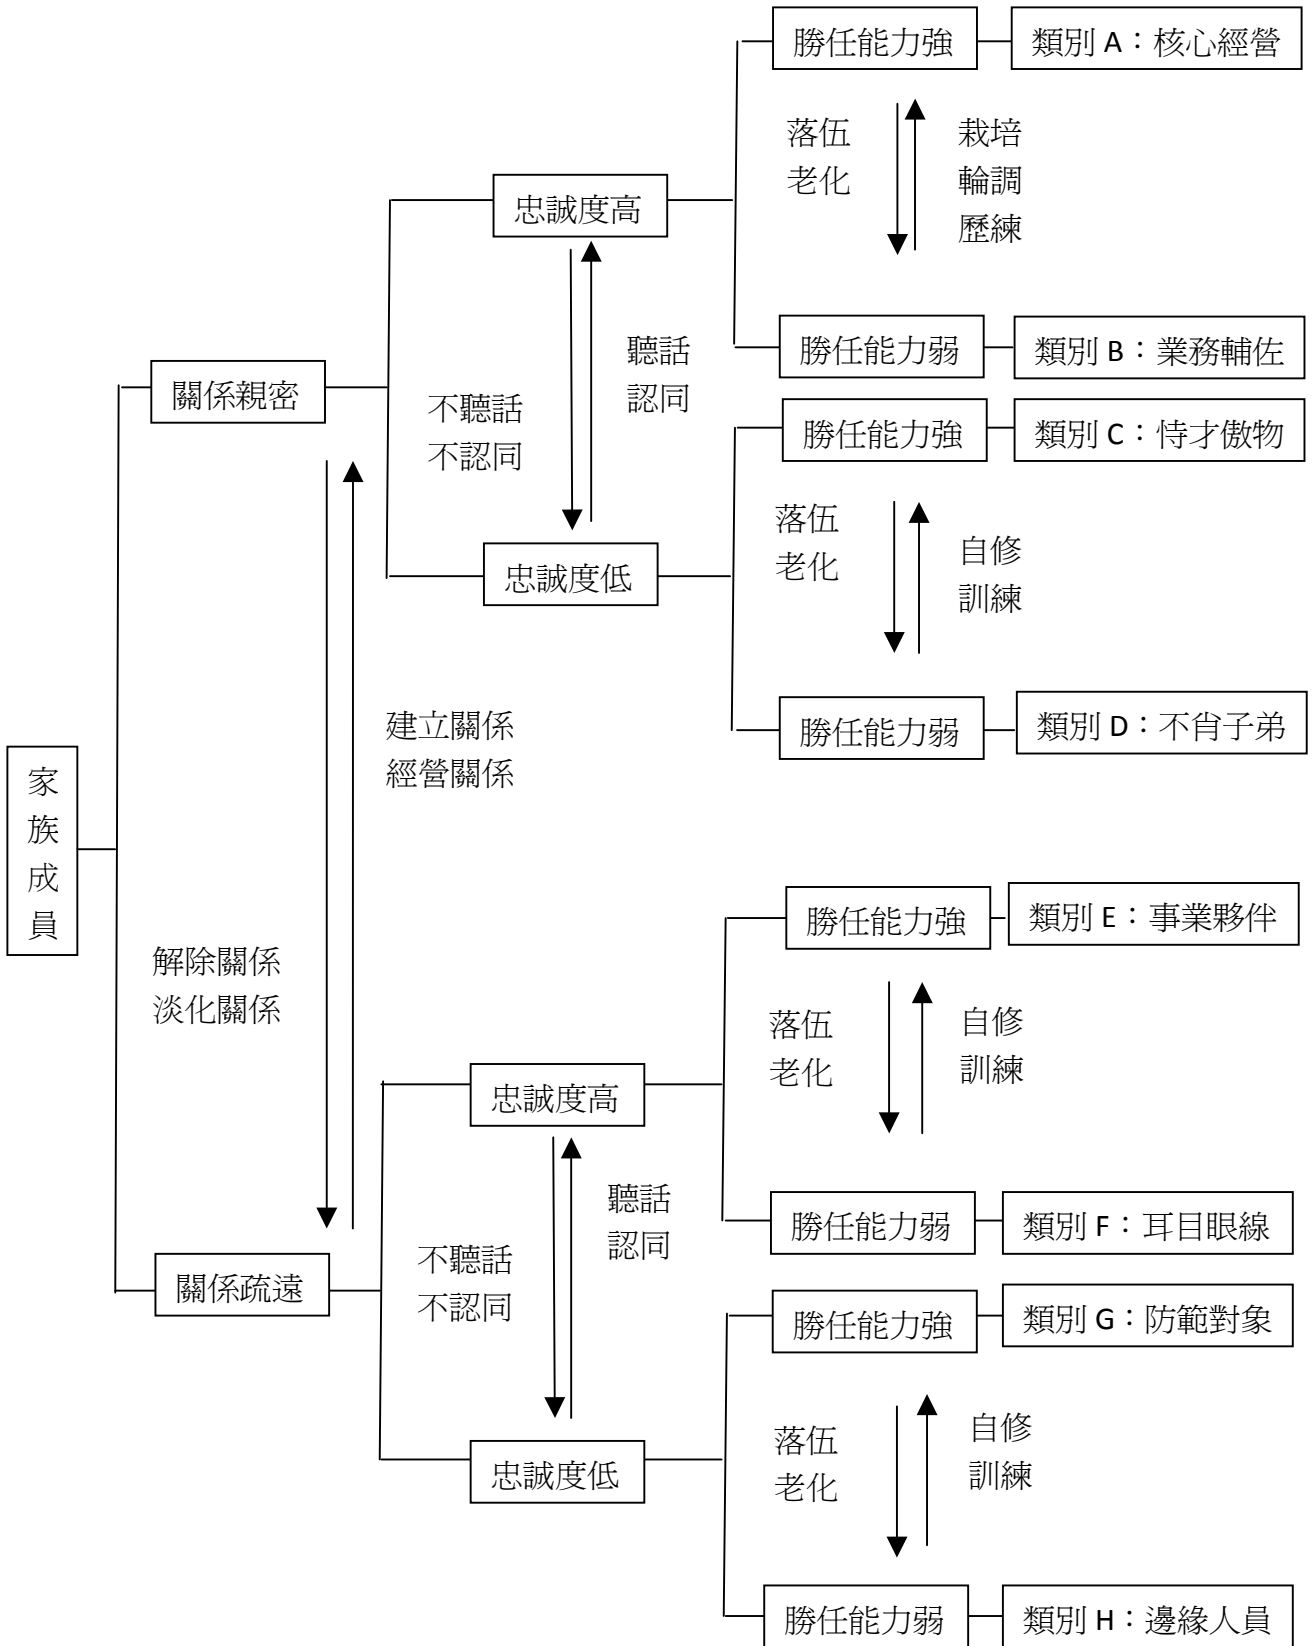 勝任能力強
類別 A：核心經營
落伍
老化
栽培
輪調
歷練
忠誠度高
勝任能力弱
類別 B：業務輔佐
聽話
認同
關係親密
不聽話
不認同
勝任能力強
類別 C：恃才傲物
落伍
老化
自修
訓練
忠誠度低
勝任能力弱
類別 D：不肖子弟
建立關係
經營關係
家
族
成
員
解除關係
淡化關係
勝任能力強
類別 E：事業夥伴
落伍
老化
自修
訓練
忠誠度高
聽話
認同
勝任能力弱
類別 F：耳目眼線
不聽話
不認同
關係疏遠
勝任能力強
類別 G：防範對象
落伍
老化
自修
訓練
忠誠度低
勝任能力弱
類別 H：邊緣人員